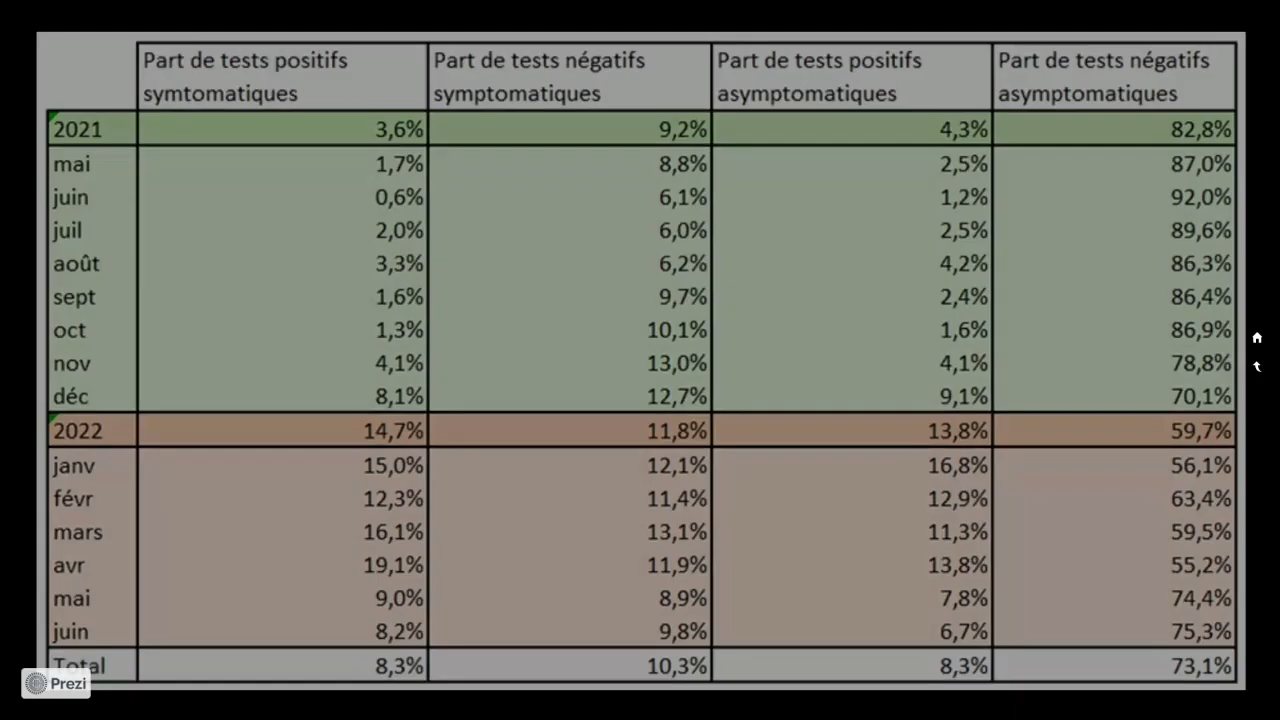 Part de tests positifs Part de tests négatifs Part de tests positifs Part de tests négatifs
symtomatiques symptomatiques asymptomatiques asymptomatiques
2021 3,6% 9,2% 4,3% 82,8%
mai 1,7% 8,8% 2,5% 87,0%
juin 0,6% 6,1% 1,2% 92,0%
juil 2,0% 6,0% 2,5% 89,6%
août 3,3% 6,2% 4,2% 86,3%
sept 1,6% 9,7% 2,4% 86,4%
oct 1,3% 10,1% 1,6% 86,9%
nov 4,1% 13,0% 4,1% 78,8%
déc 8,1% 12,7% 9,1% 70,1%
2022 14,7% 11,8% 13,8% 59,7%
janv 15,0% 12,1% 16,8% 56,1%
févr 12,3% 11,4% 12,9% 63,4%
mars 16,1% 13,1% 11,3% 59,5%
avr 19,1% 11,9% 13,8% 55,2%
mai 9,0% 8,9% 7,8% 74,4%
juin 8,2% 9,8% 6,7% 75,3%
Total 8,3% 10,3% 8,3% 73,1%
Prezi